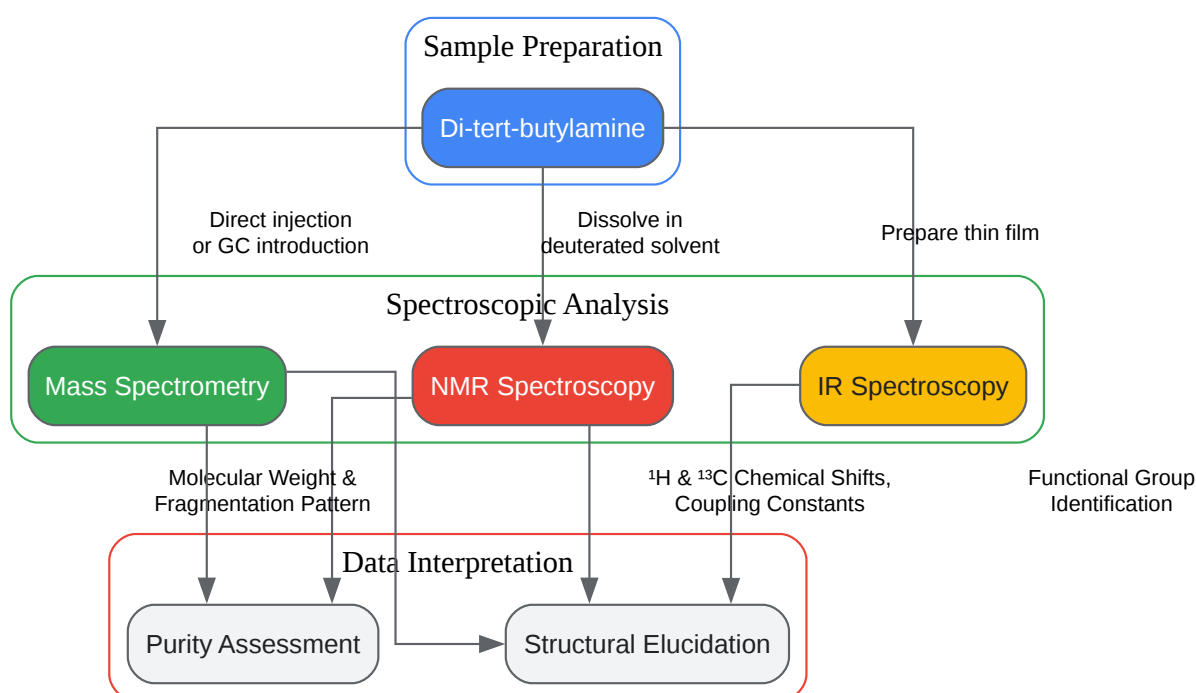 Sample Preparation
Di-tert-butylamine
Direct injection
or GC introduction
Dissolve in
deuterated solvent
Prepare thin film
Spectroscopic Analysis
Mass Spectrometry
NMR Spectroscopy
IR Spectroscopy
Molecular Weight &
Fragmentation Pattern
¹H & ¹³C Chemical Shifts,
Coupling Constants
Functional Group
Identification
Data Interpretation
Purity Assessment
Structural Elucidation